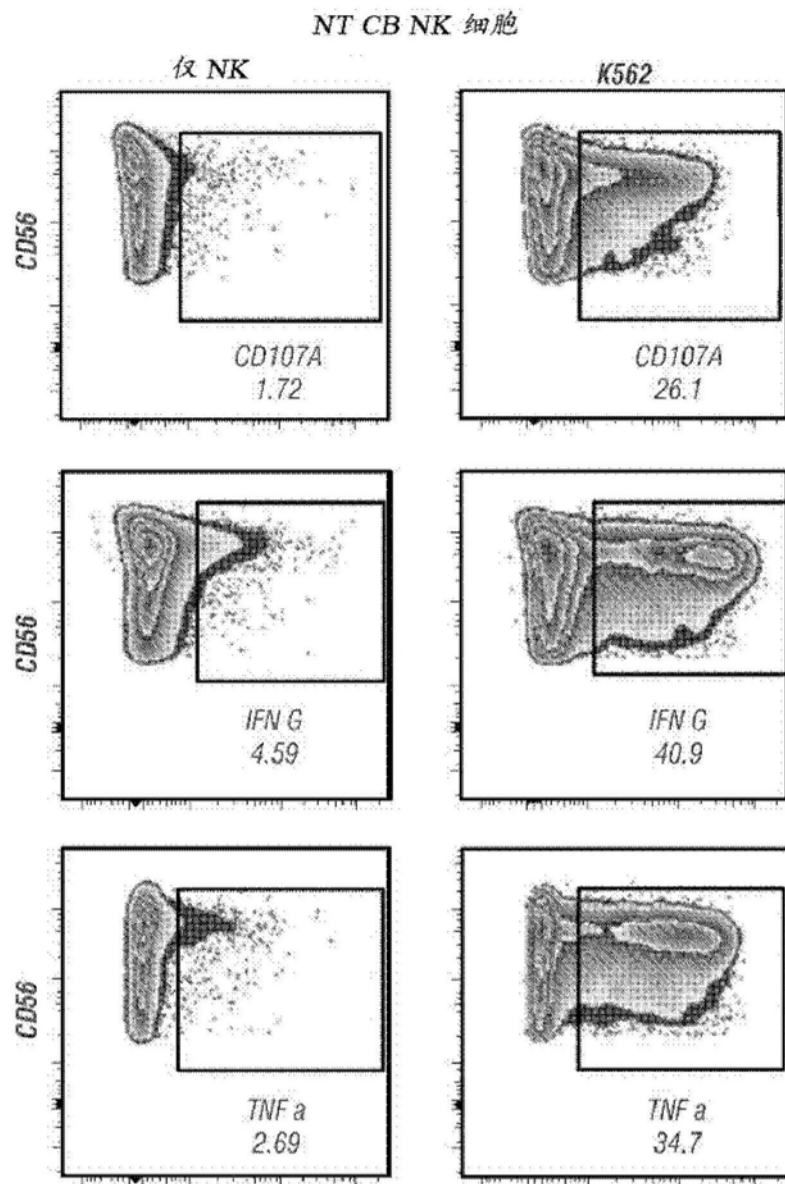 NT CB NK 细胞
仅 NK
K562
CD56
CD107A
1.72
CD107A
26.1
CD56
IFN G
4.59
IFN G
40.9
CD56
TNF a
2.69
TNF a
34.7